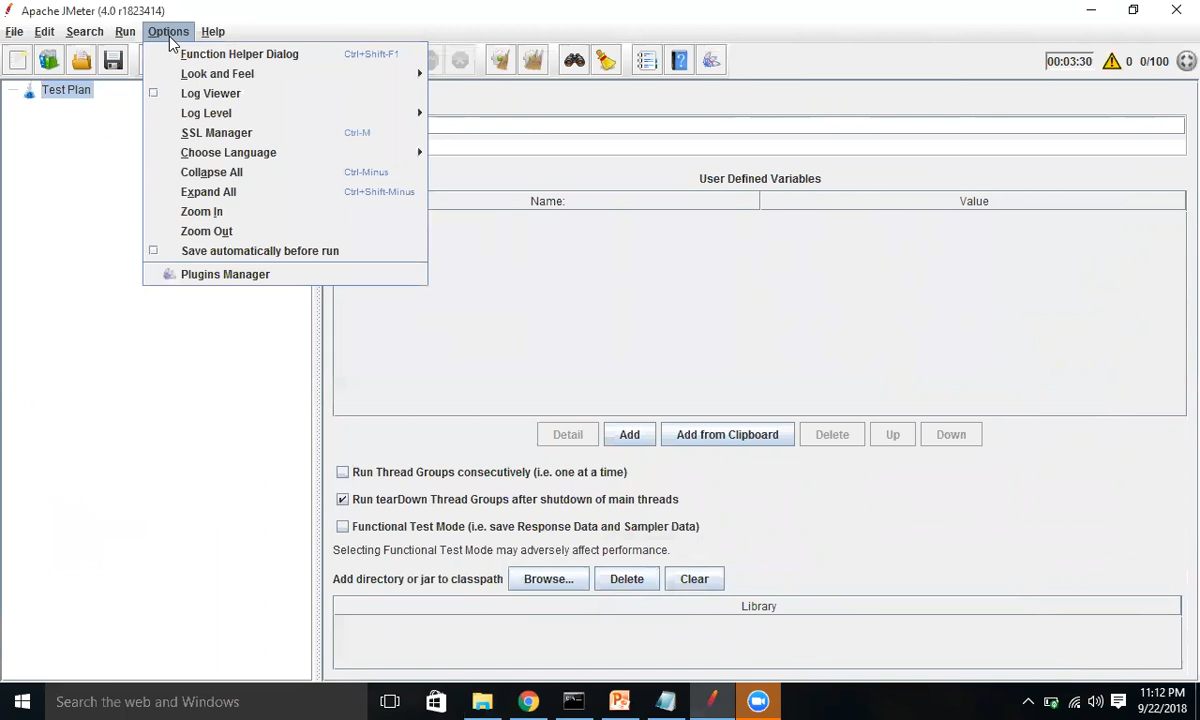 Apache JMeter (4.0 r1823414)
File Edit Search Run Options Help
Function Helper Dialog Ctrl+Shift-F1
Look and Feel
Log Viewer
Log Level
SSL Manager Ctrl-M
Choose Language
Collapse All Ctrl-Minus
Expand All Ctrl+Shift-Minus
Zoom In
Zoom Out
Save automatically before run
Plugins Manager
00:03:30 0 0/100
Test Plan
User Defined Variables
Name: Value
Detail Add Add from Clipboard Delete Up Down
Run Thread Groups consecutively (i.e. one at a time)
Run tearDown Thread Groups after shutdown of main threads
Functional Test Mode (i.e. save Response Data and Sampler Data)
Selecting Functional Test Mode may adversely affect performance.
Add directory or jar to classpath Browse... Delete Clear
Library
Search the web and Windows
11:12 PM
9/22/2018